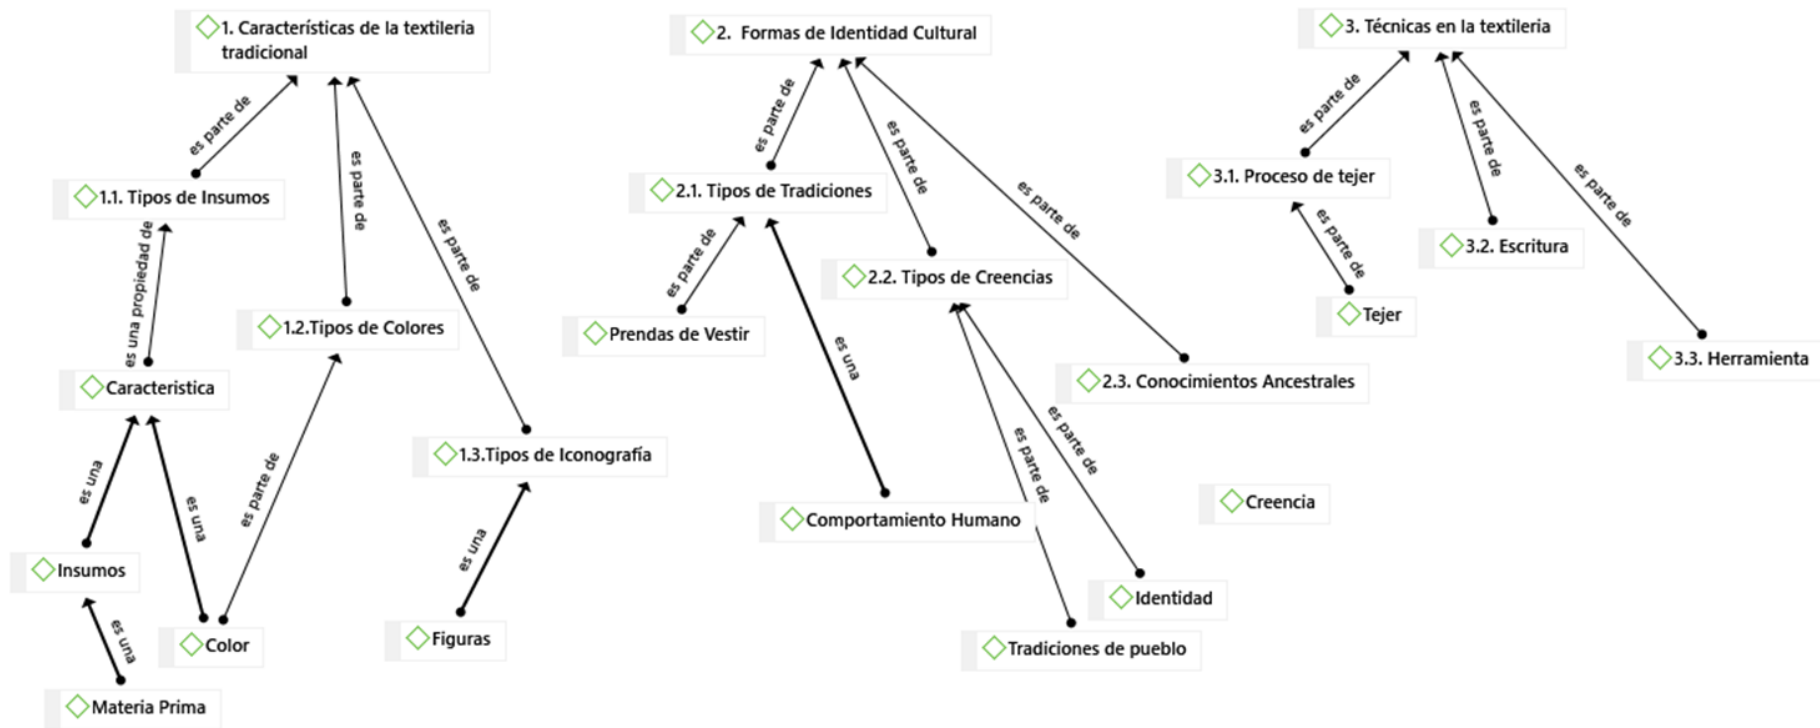 1. Características de la textileria
tradicional
2. Formas de Identidad Cultural
3. Técnicas en la textileria
es parte de
es parte de
es parte de
es parte de
es parte de
es parte de
es parte de
es parte de
es parte de
1.1. Tipos de Insumos
2.1. Tipos de Tradiciones
3.1. Proceso de tejer
es una propiedad de
es parte de
es parte de
3.2. Escritura
2.2. Tipos de Creencias
Tejer
1.2.Tipos de Colores
Prendas de Vestir
es una
3.3. Herramienta
Característica
2.3. Conocimientos Ancestrales
es parte de
es parte de
1.3.Tipos de Iconografía
es una
es una
es parte de
es una
Creencia
Comportamiento Humano
Insumos
Identidad
es una
Color
Figuras
Tradiciones de pueblo
Materia Prima